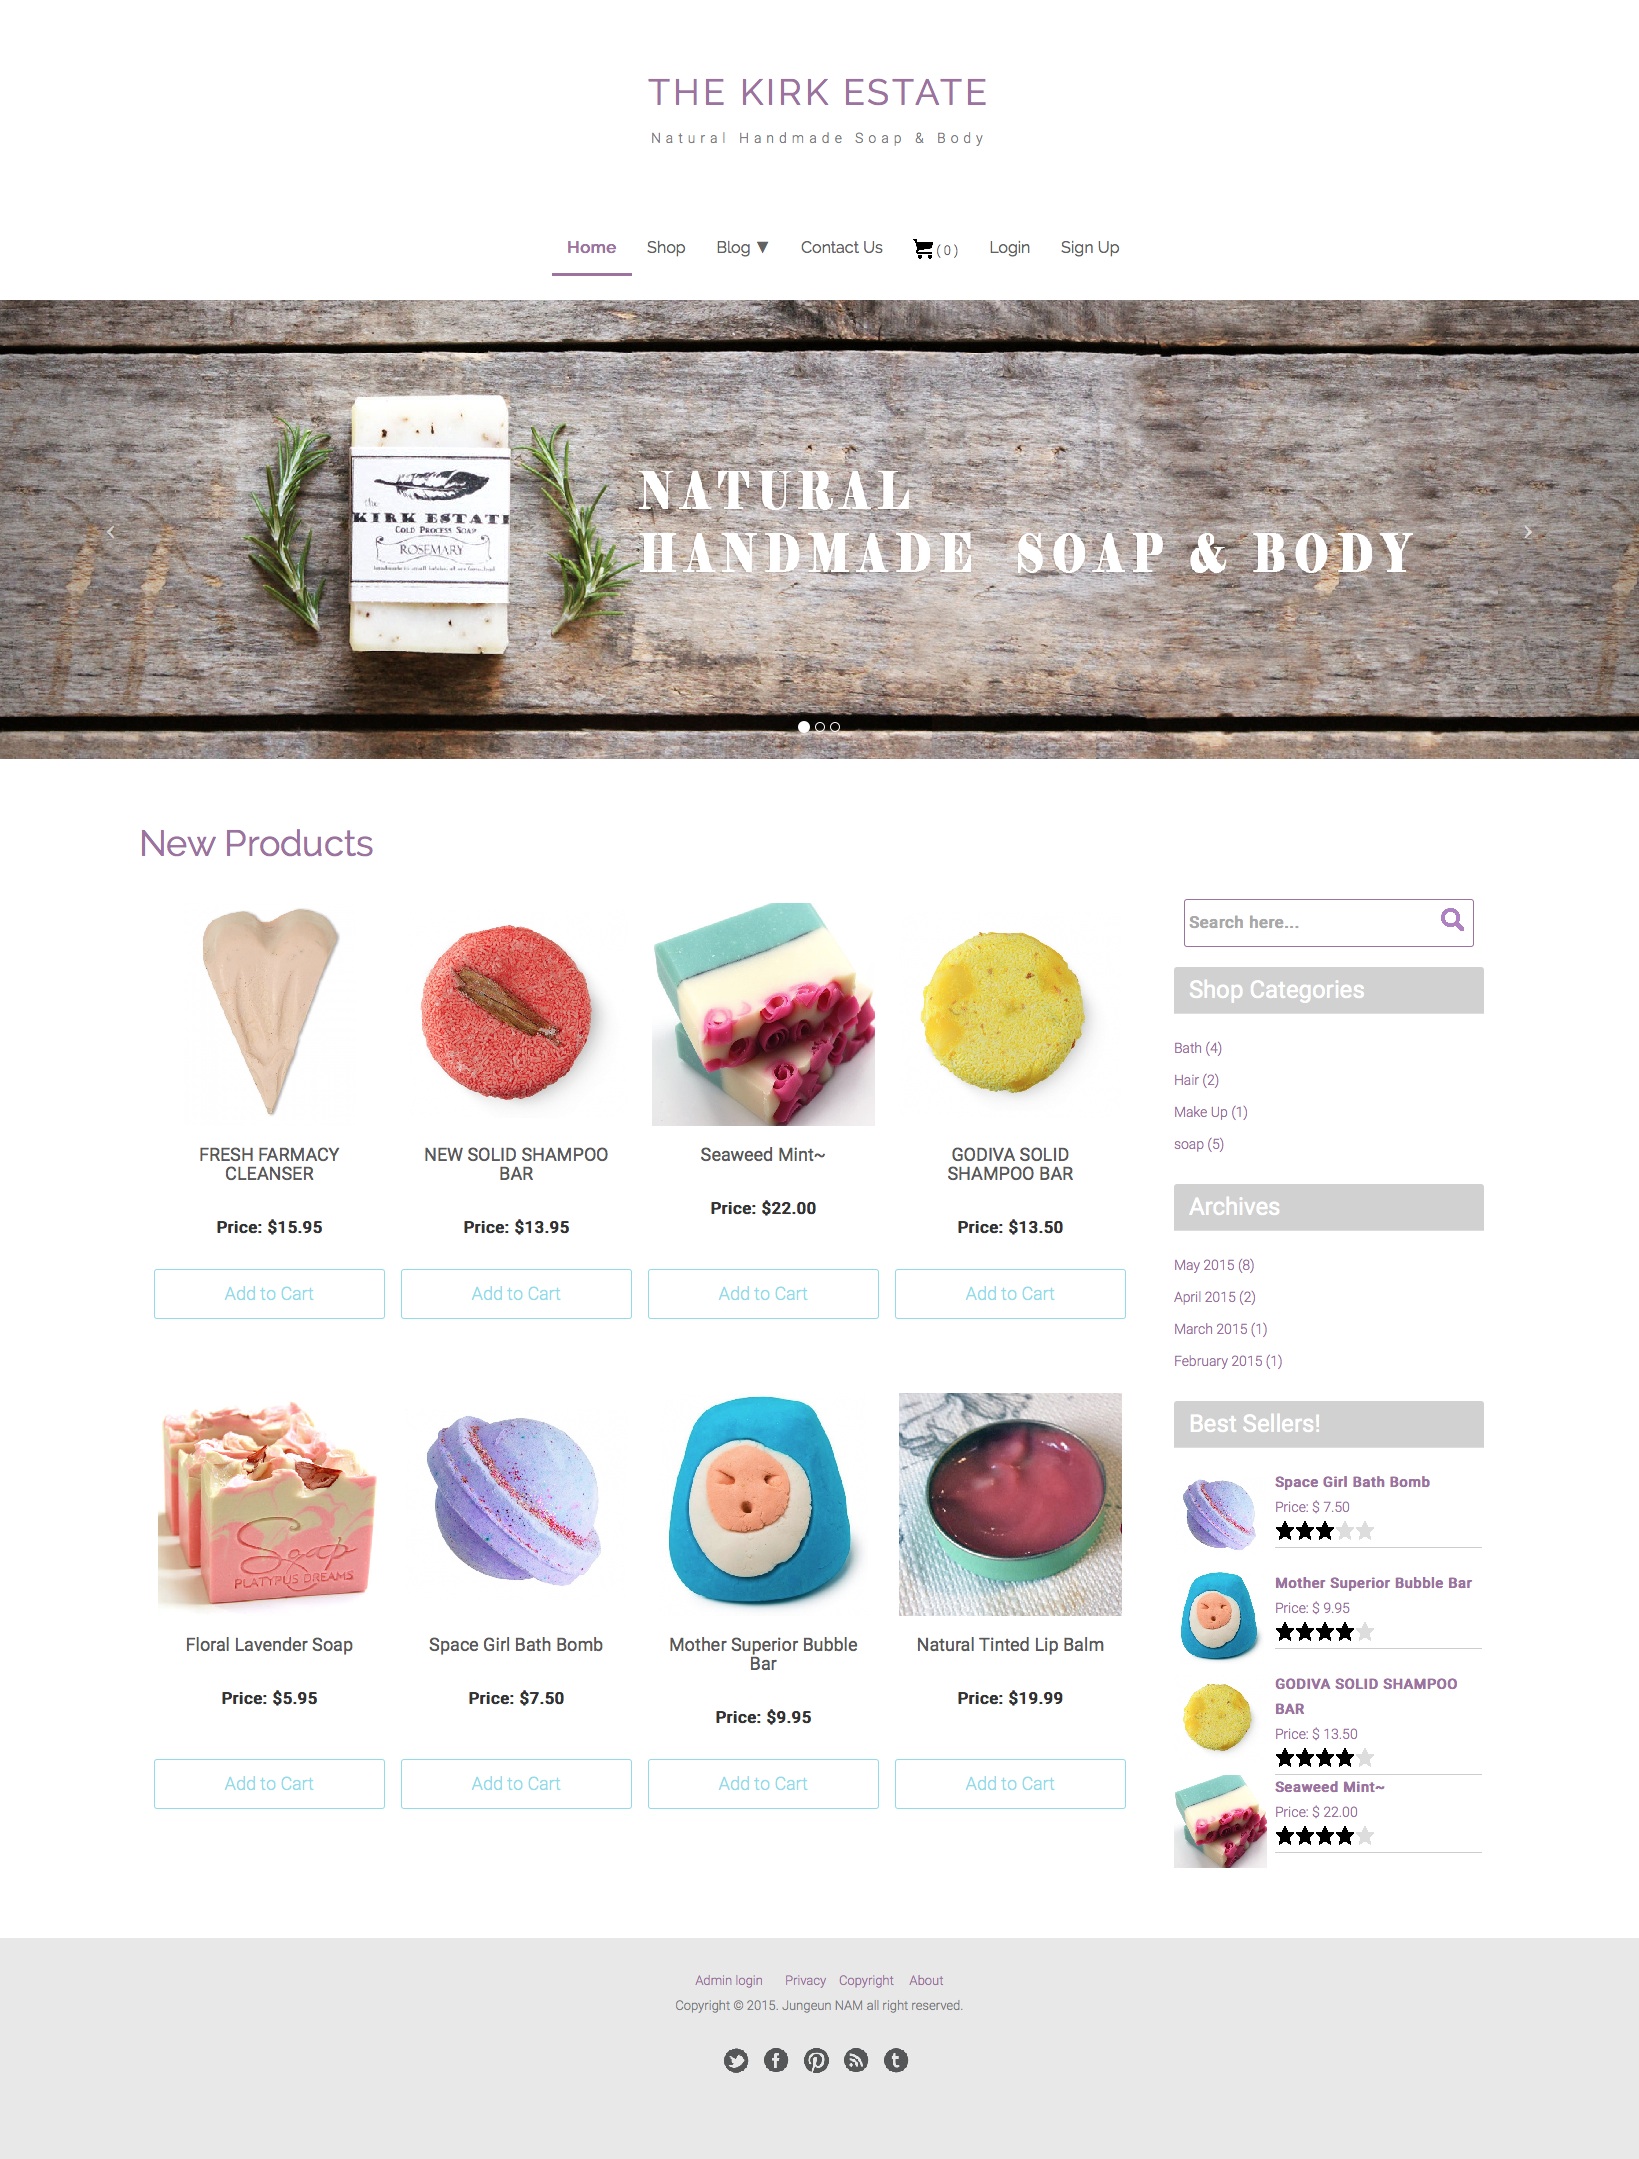 THE KIRK ESTATE
Natural Handmade Soap & Body
Home Shop Blog ▼ Contact Us (0) Login Sign Up
the
KIRK ESTATE
COLD PROCESS SOAP
ROSEMARY
NATURAL
HANDMADE SOAP & BODY
New Products
Search here...
Shop Categories
Bath (4)
Hair (2)
Make Up (1)
soap (5)
Archives
May 2015 (8)
April 2015 (2)
March 2015 (1)
February 2015 (1)
Best Sellers!
Space Girl Bath Bomb
Price: $ 7.50
Mother Superior Bubble Bar
Price: $ 9.95
GODIVA SOLID SHAMPOO
BAR
Price: $ 13.50
Seaweed Mint~
Price: $ 22.00
FRESH FARMACY
CLEANSER
Price: $15.95
Add to Cart
NEW SOLID SHAMPOO
BAR
Price: $13.95
Add to Cart
Seaweed Mint~
Price: $22.00
Add to Cart
GODIVA SOLID
SHAMPOO BAR
Price: $13.50
Add to Cart
Soap
PLATYPUS DREAMS
Floral Lavender Soap
Price: $5.95
Add to Cart
Space Girl Bath Bomb
Price: $7.50
Add to Cart
Mother Superior Bubble
Bar
Price: $9.95
Add to Cart
Natural Tinted Lip Balm
Price: $19.99
Add to Cart
Admin login Privacy Copyright About
Copyright © 2015. Jungeun NAM all right reserved.